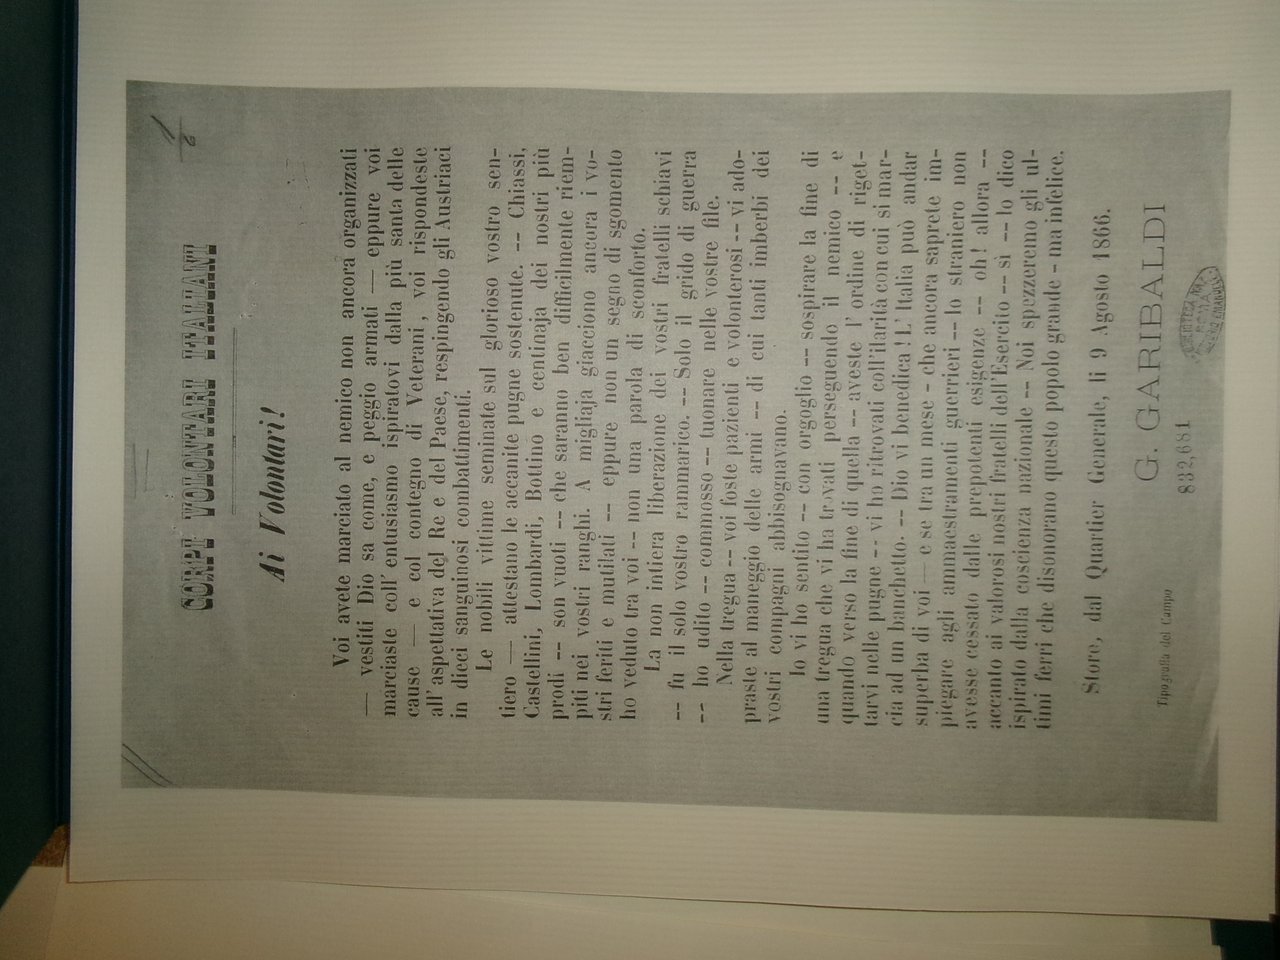 CORPI VOLONTARI ITALIANI
Ai Volontari!
Voi avete marciato al nemico non ancora organizzati
— vestiti Dio sa come, e peggio armati — eppure voi
marciaste coll' entusiasmo ispiratovi dalla più santa delle
cause — e col contegno di Veterani, voi rispondeste
all' aspettativa del Re e del Paese, respingendo gli Austriaci
in dieci sanguinosi combattimenti.
Le nobili vittime seminate sul glorioso vostro sen-
tiero — attestano le accanite pugne sostenute. -- Chiassi,
Castellini, Lombardi, Bottino e centinaja dei nostri più
prodi -- son vuoti -- che saranno ben difficilmente riem-
piti nei vostri ranghi. A migliaja giacciono ancora i vo-
stri feriti e mutilati -- eppure non un segno di sgomento
ho veduto tra voi -- non una parola di sconforto.
La non intiera liberazione dei vostri fratelli schiavi
-- fu il solo vostro rammarico. -- Solo il grido di guerra
-- ho udito -- commosso -- tuonare nelle vostre file.
Nella tregua -- voi foste pazienti e volonterosi -- vi ado-
praste al maneggio delle armi -- di cui tanti imberbi dei
vostri compagni abbisognavano.
Io vi ho sentito -- con orgoglio -- sospirare la fine di
una tregua che vi ha trovati perseguendo il nemico -- e
quando verso la fine di quella -- aveste l' ordine di riget-
tarvi nelle pugne -- vi ho ritrovati coll'ilarità con cui si mar-
cia ad un banchetto. -- Dio vi benedica! L' Italia può andar
superba di voi — e se tra un mese - che ancora saprete im-
piegare agli ammaestramenti guerrieri -- lo straniero non
avesse cessato dalle prepotenti esigenze -- oh! allora --
accanto ai valorosi nostri fratelli dell'Esercito -- sì -- lo dico
ispirato dalla coscienza nazionale -- Noi spezzeremo gli ul-
timi ferri che disonorano questo popolo grande - ma infelice.
Storo, dal Quartier Generale, li 9 Agosto 1866.
G. GARIBALDI
832,681
Tipografia del Campo